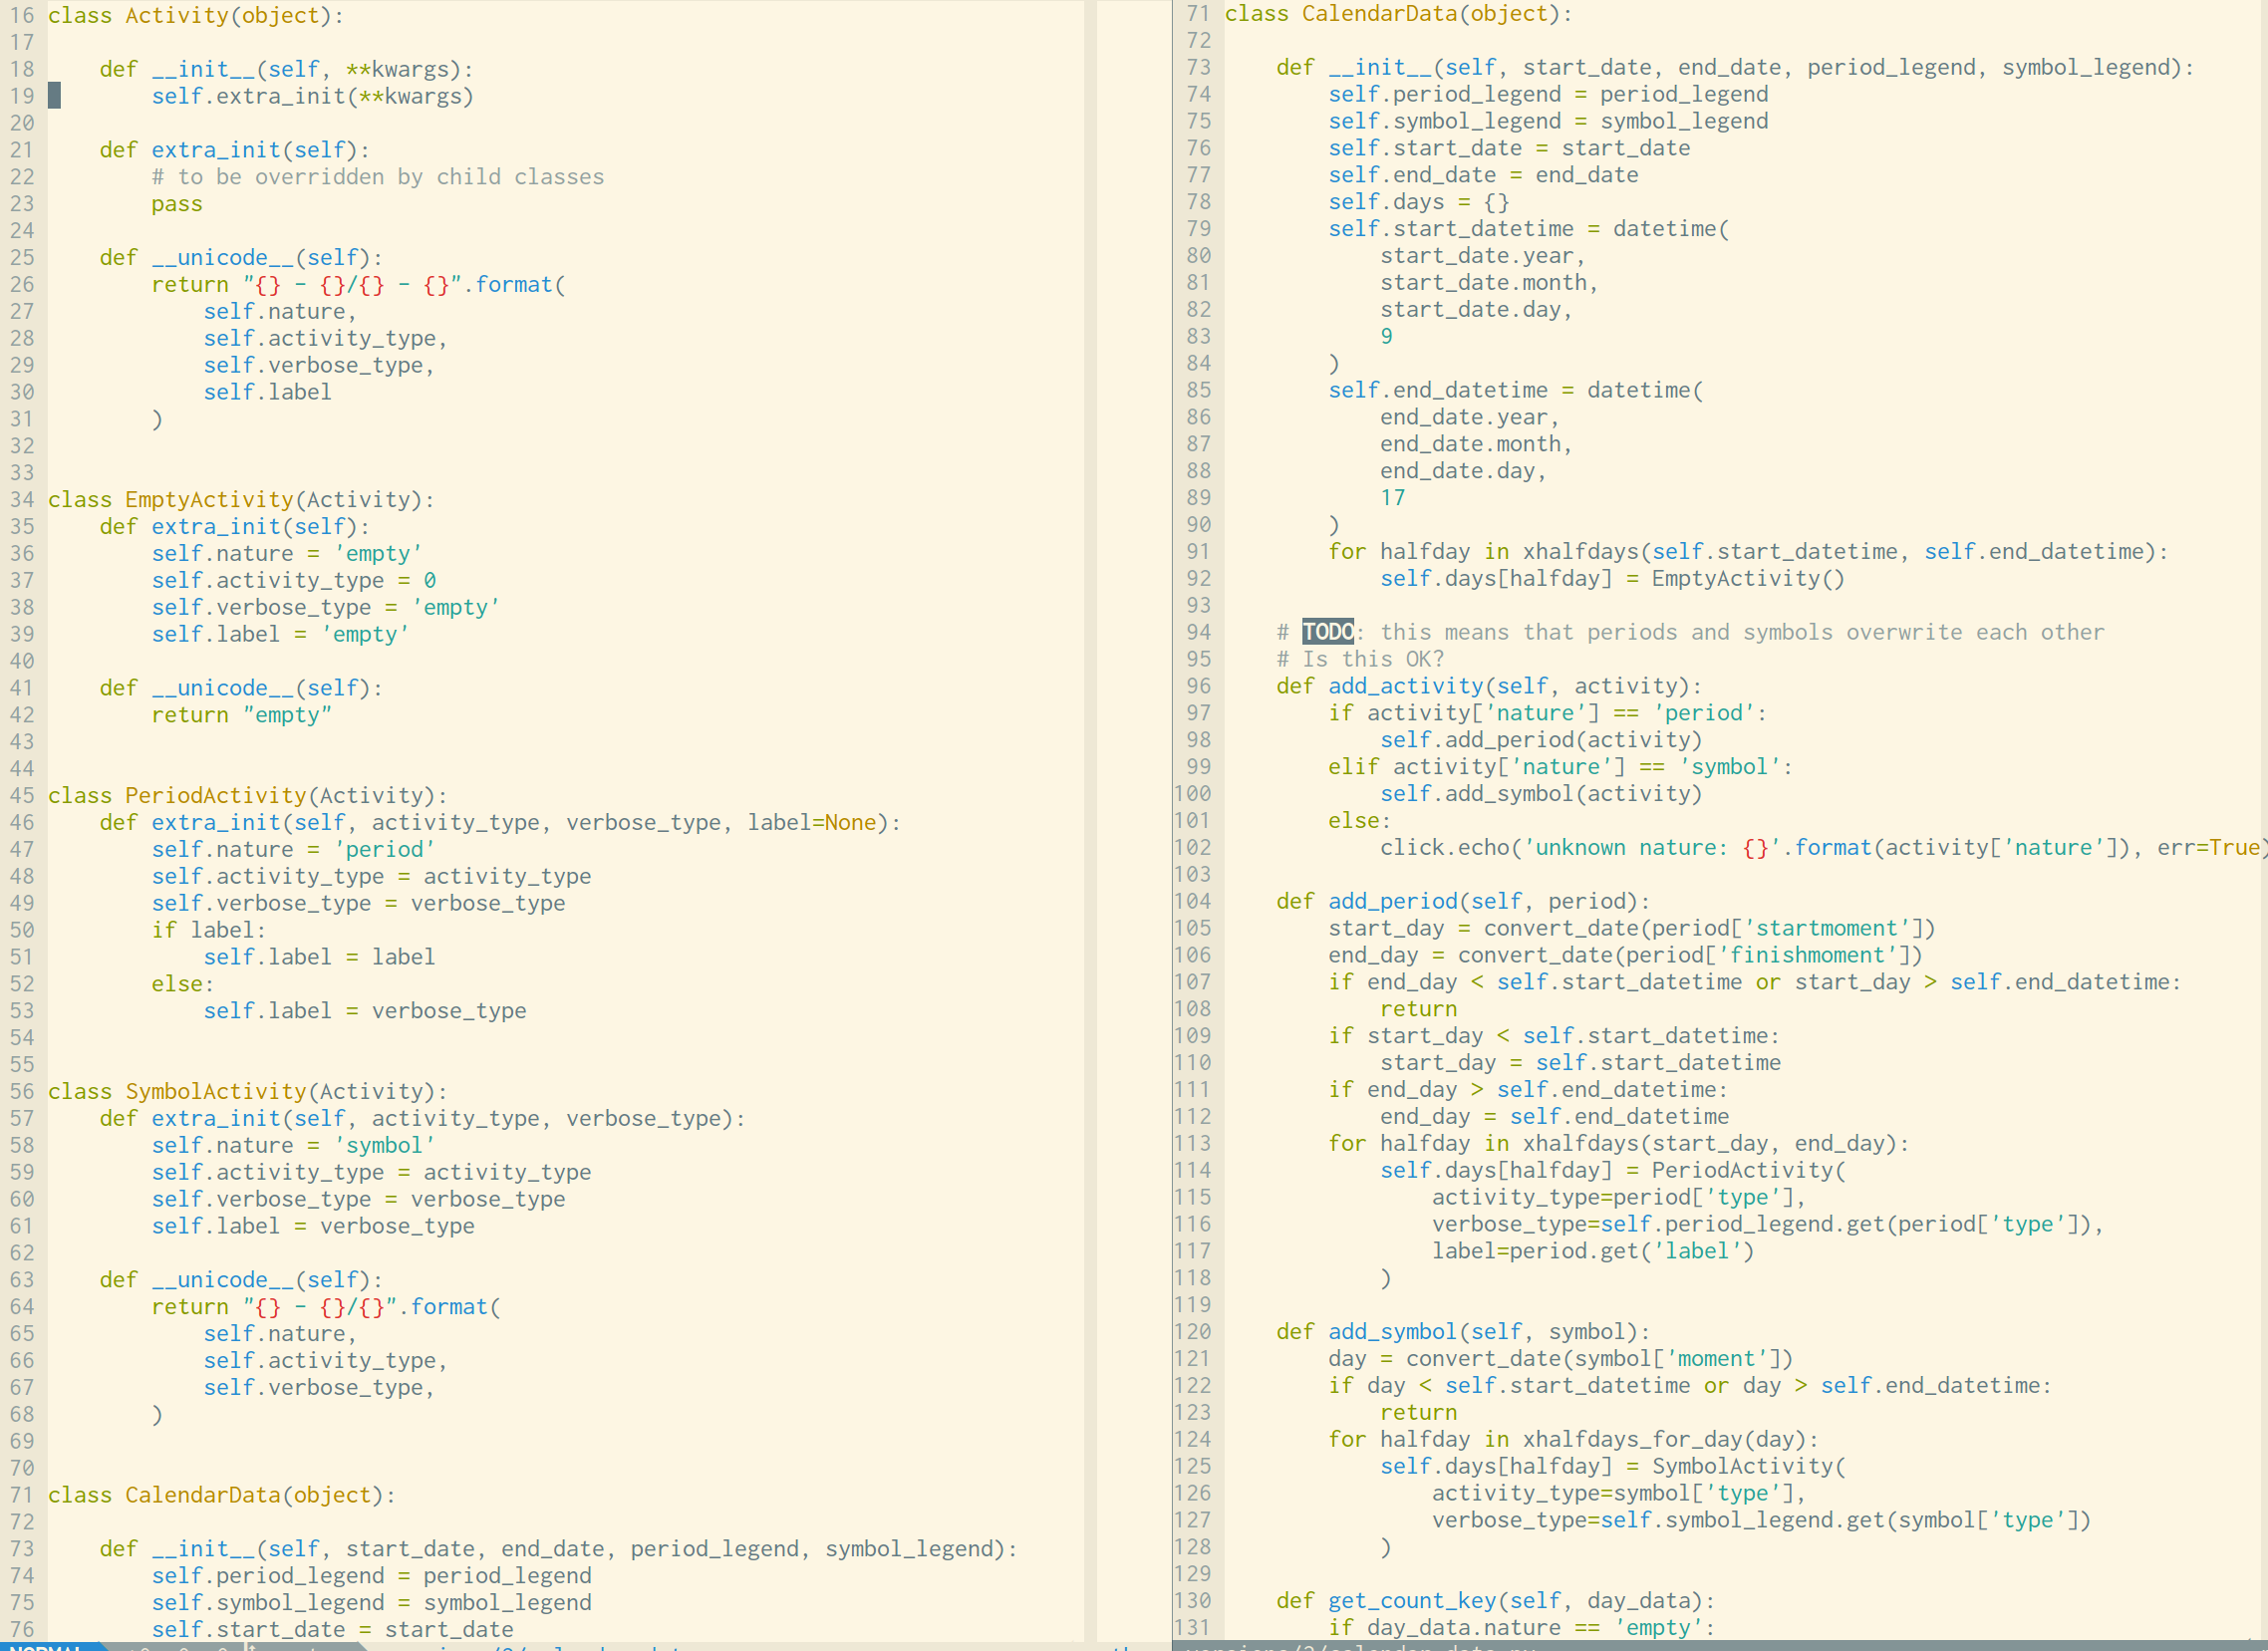 16 class Activity(object):
17
18     def __init__(self, **kwargs):
19         self.extra_init(**kwargs)
20
21     def extra_init(self):
22         # to be overridden by child classes
23         pass
24
25     def __unicode__(self):
26         return "{} - {}/{} - {}".format(
27             self.nature,
28             self.activity_type,
29             self.verbose_type,
30             self.label
31         )
32
33
34 class EmptyActivity(Activity):
35     def extra_init(self):
36         self.nature = 'empty'
37         self.activity_type = 0
38         self.verbose_type = 'empty'
39         self.label = 'empty'
40
41     def __unicode__(self):
42         return "empty"
43
44
45 class PeriodActivity(Activity):
46     def extra_init(self, activity_type, verbose_type, label=None):
47         self.nature = 'period'
48         self.activity_type = activity_type
49         self.verbose_type = verbose_type
50         if label:
51             self.label = label
52         else:
53             self.label = verbose_type
54
55
56 class SymbolActivity(Activity):
57     def extra_init(self, activity_type, verbose_type):
58         self.nature = 'symbol'
59         self.activity_type = activity_type
60         self.verbose_type = verbose_type
61         self.label = verbose_type
62
63     def __unicode__(self):
64         return "{} - {}/{}".format(
65             self.nature,
66             self.activity_type,
67             self.verbose_type,
68         )
69
70
71 class CalendarData(object):
72
73     def __init__(self, start_date, end_date, period_legend, symbol_legend):
74         self.period_legend = period_legend
75         self.symbol_legend = symbol_legend
76         self.start_date = start_date
71 class CalendarData(object):
72
73     def __init__(self, start_date, end_date, period_legend, symbol_legend):
74         self.period_legend = period_legend
75         self.symbol_legend = symbol_legend
76         self.start_date = start_date
77         self.end_date = end_date
78         self.days = {}
79         self.start_datetime = datetime(
80             start_date.year,
81             start_date.month,
82             start_date.day,
83             9
84         )
85         self.end_datetime = datetime(
86             end_date.year,
87             end_date.month,
88             end_date.day,
89             17
90         )
91         for halfday in xhalfdays(self.start_datetime, self.end_datetime):
92             self.days[halfday] = EmptyActivity()
93
94     # TODO: this means that periods and symbols overwrite each other
95     # Is this OK?
96     def add_activity(self, activity):
97         if activity['nature'] == 'period':
98             self.add_period(activity)
99         elif activity['nature'] == 'symbol':
100             self.add_symbol(activity)
101         else:
102             click.echo('unknown nature: {}'.format(activity['nature']), err=True)
103
104     def add_period(self, period):
105         start_day = convert_date(period['startmoment'])
106         end_day = convert_date(period['finishmoment'])
107         if end_day < self.start_datetime or start_day > self.end_datetime:
108             return
109         if start_day < self.start_datetime:
110             start_day = self.start_datetime
111         if end_day > self.end_datetime:
112             end_day = self.end_datetime
113         for halfday in xhalfdays(start_day, end_day):
114             self.days[halfday] = PeriodActivity(
115                 activity_type=period['type'],
116                 verbose_type=self.period_legend.get(period['type']),
117                 label=period.get('label')
118             )
119
120     def add_symbol(self, symbol):
121         day = convert_date(symbol['moment'])
122         if day < self.start_datetime or day > self.end_datetime:
123             return
124         for halfday in xhalfdays_for_day(day):
125             self.days[halfday] = SymbolActivity(
126                 activity_type=symbol['type'],
127                 verbose_type=self.symbol_legend.get(symbol['type'])
128             )
129
130     def get_count_key(self, day_data):
131         if day_data.nature == 'empty':